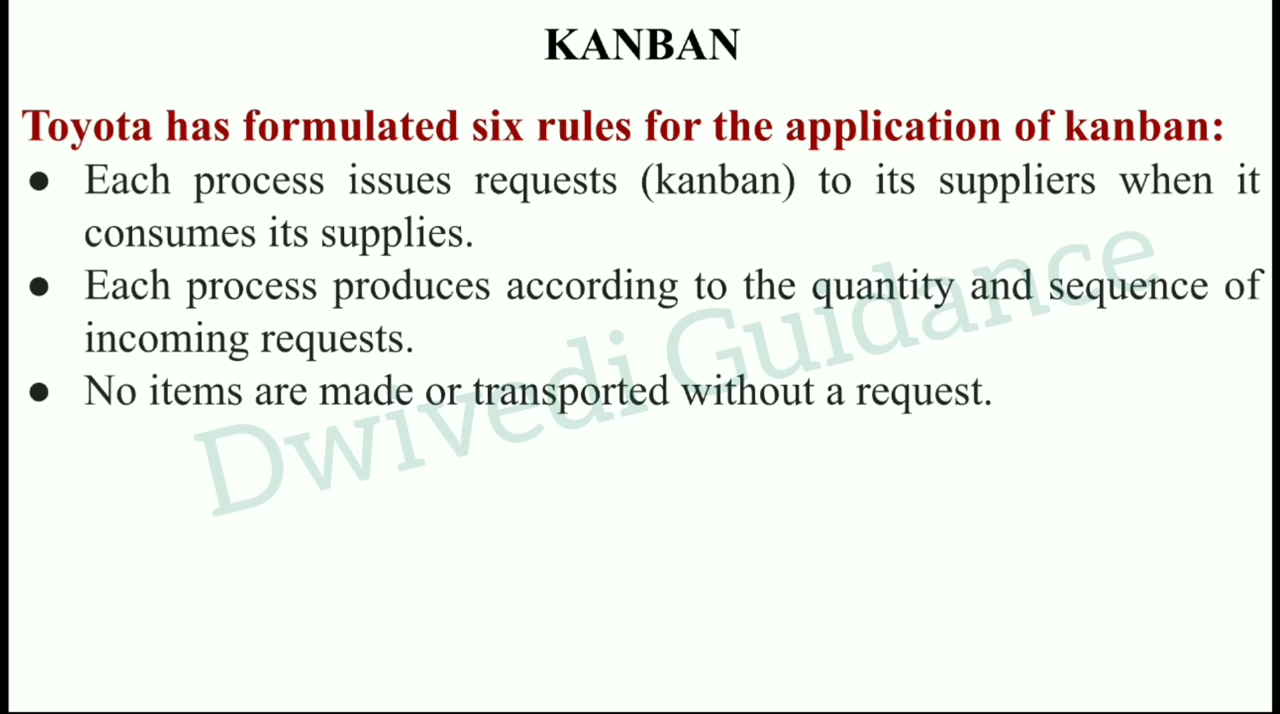 KANBAN
Toyota has formulated six rules for the application of kanban:
● Each process issues requests (kanban) to its suppliers when it
consumes its supplies.
● Each process produces according to the quantity and sequence of
incoming requests.
● No items are made or transported without a request.
Dwivedi Guidance